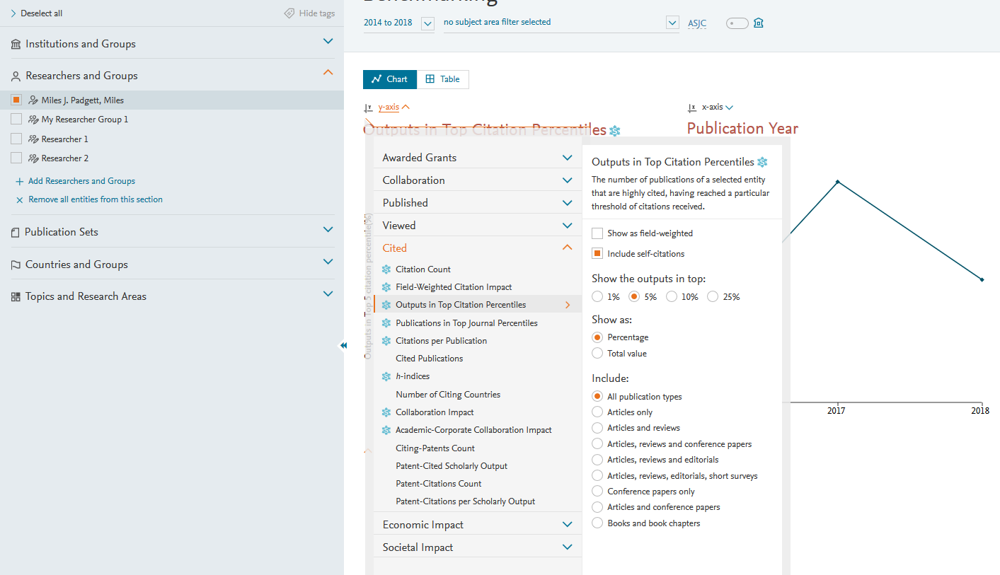 Benchmarking
Deselect all
Hide tags
2014 to 2018
no subject area filter selected
ASJC
Institutions and Groups
Researchers and Groups
Miles J. Padgett, Miles
My Researcher Group 1
Researcher 1
Researcher 2
Add Researchers and Groups
Remove all entities from this section
Publication Sets
Countries and Groups
Topics and Research Areas
Chart
Table
y-axis
x-axis
Outputs in Top Citation Percentiles
Publication Year
Outputs in Top 5 citation percentile(%)
Awarded Grants
Collaboration
Published
Viewed
Cited
Citation Count
Field-Weighted Citation Impact
Outputs in Top Citation Percentiles
Publications in Top Journal Percentiles
Citations per Publication
Cited Publications
h-indices
Number of Citing Countries
Collaboration Impact
Academic-Corporate Collaboration Impact
Citing-Patents Count
Patent-Cited Scholarly Output
Patent-Citations Count
Patent-Citations per Scholarly Output
Economic Impact
Societal Impact
Outputs in Top Citation Percentiles
The number of publications of a selected entity
that are highly cited, having reached a particular
threshold of citations received.
Show as field-weighted
Include self-citations
Show the outputs in top:
1% 5% 10% 25%
Show as:
Percentage
Total value
Include:
All publication types
Articles only
Articles and reviews
Articles, reviews and conference papers
Articles, reviews and editorials
Articles, reviews, editorials, short surveys
Conference papers only
Articles and conference papers
Books and book chapters
2017
2018